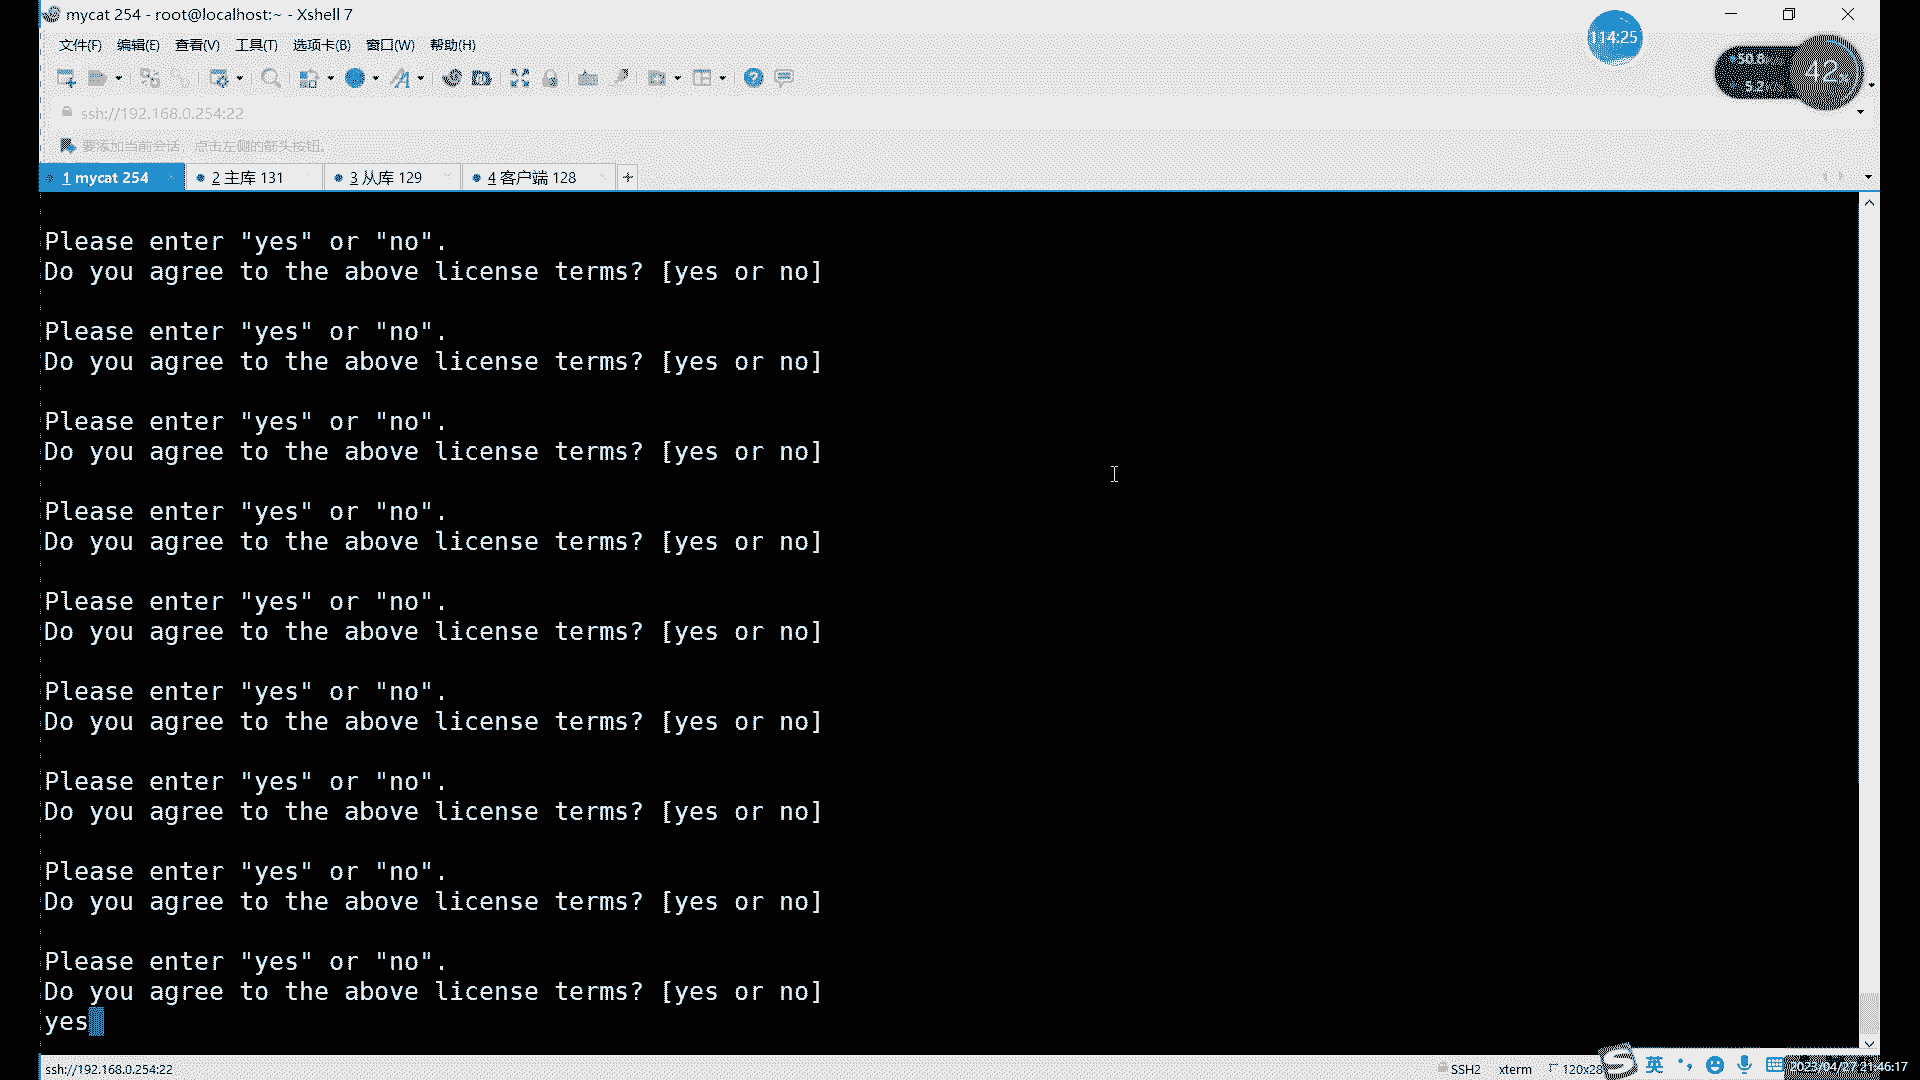 mycat 254 - root@localhost:~ - Xshell 7
114:25
文件(F) 编辑(E) 查看(V) 工具(T) 选项卡(B) 窗口(W) 帮助(H)
50.8
42%
5.2
ssh://192.168.0.254:22
要添加当前会话，点击左侧的箭头按钮。
1 mycat 254 2 主库 131 3 从库 129 4 客户端 128 +
Please enter "yes" or "no".
Do you agree to the above license terms? [yes or no]
Please enter "yes" or "no".
Do you agree to the above license terms? [yes or no]
Please enter "yes" or "no".
Do you agree to the above license terms? [yes or no]
Please enter "yes" or "no".
Do you agree to the above license terms? [yes or no]
Please enter "yes" or "no".
Do you agree to the above license terms? [yes or no]
Please enter "yes" or "no".
Do you agree to the above license terms? [yes or no]
Please enter "yes" or "no".
Do you agree to the above license terms? [yes or no]
Please enter "yes" or "no".
Do you agree to the above license terms? [yes or no]
Please enter "yes" or "no".
Do you agree to the above license terms? [yes or no]
yes
ssh://192.168.0.254:22 SSH2 xterm 120x28 英 2023/04/27 21:46:17